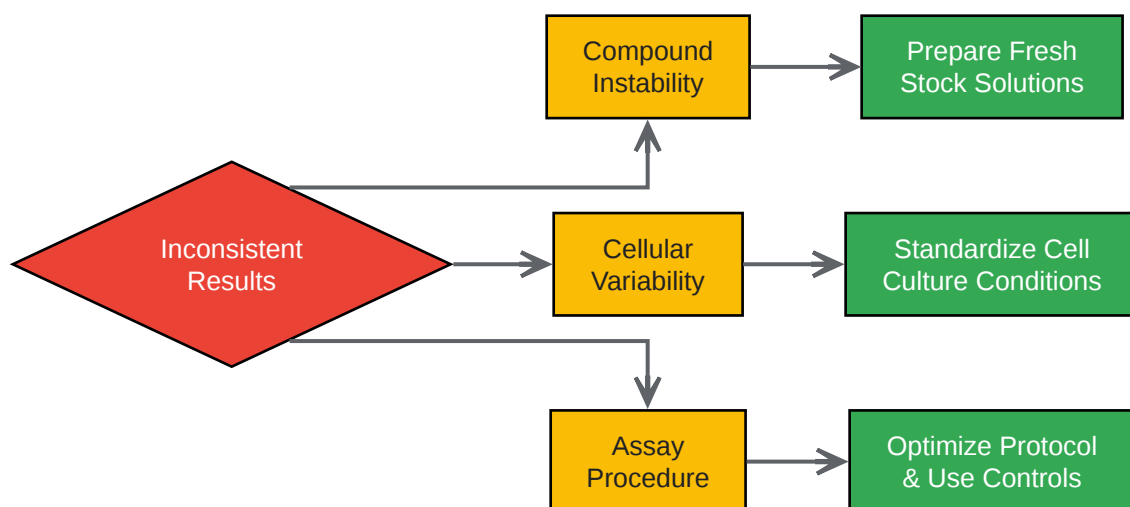 Compound
Instability
Prepare Fresh
Stock Solutions
Inconsistent
Results
Cellular
Variability
Standardize Cell
Culture Conditions
Assay
Procedure
Optimize Protocol
& Use Controls